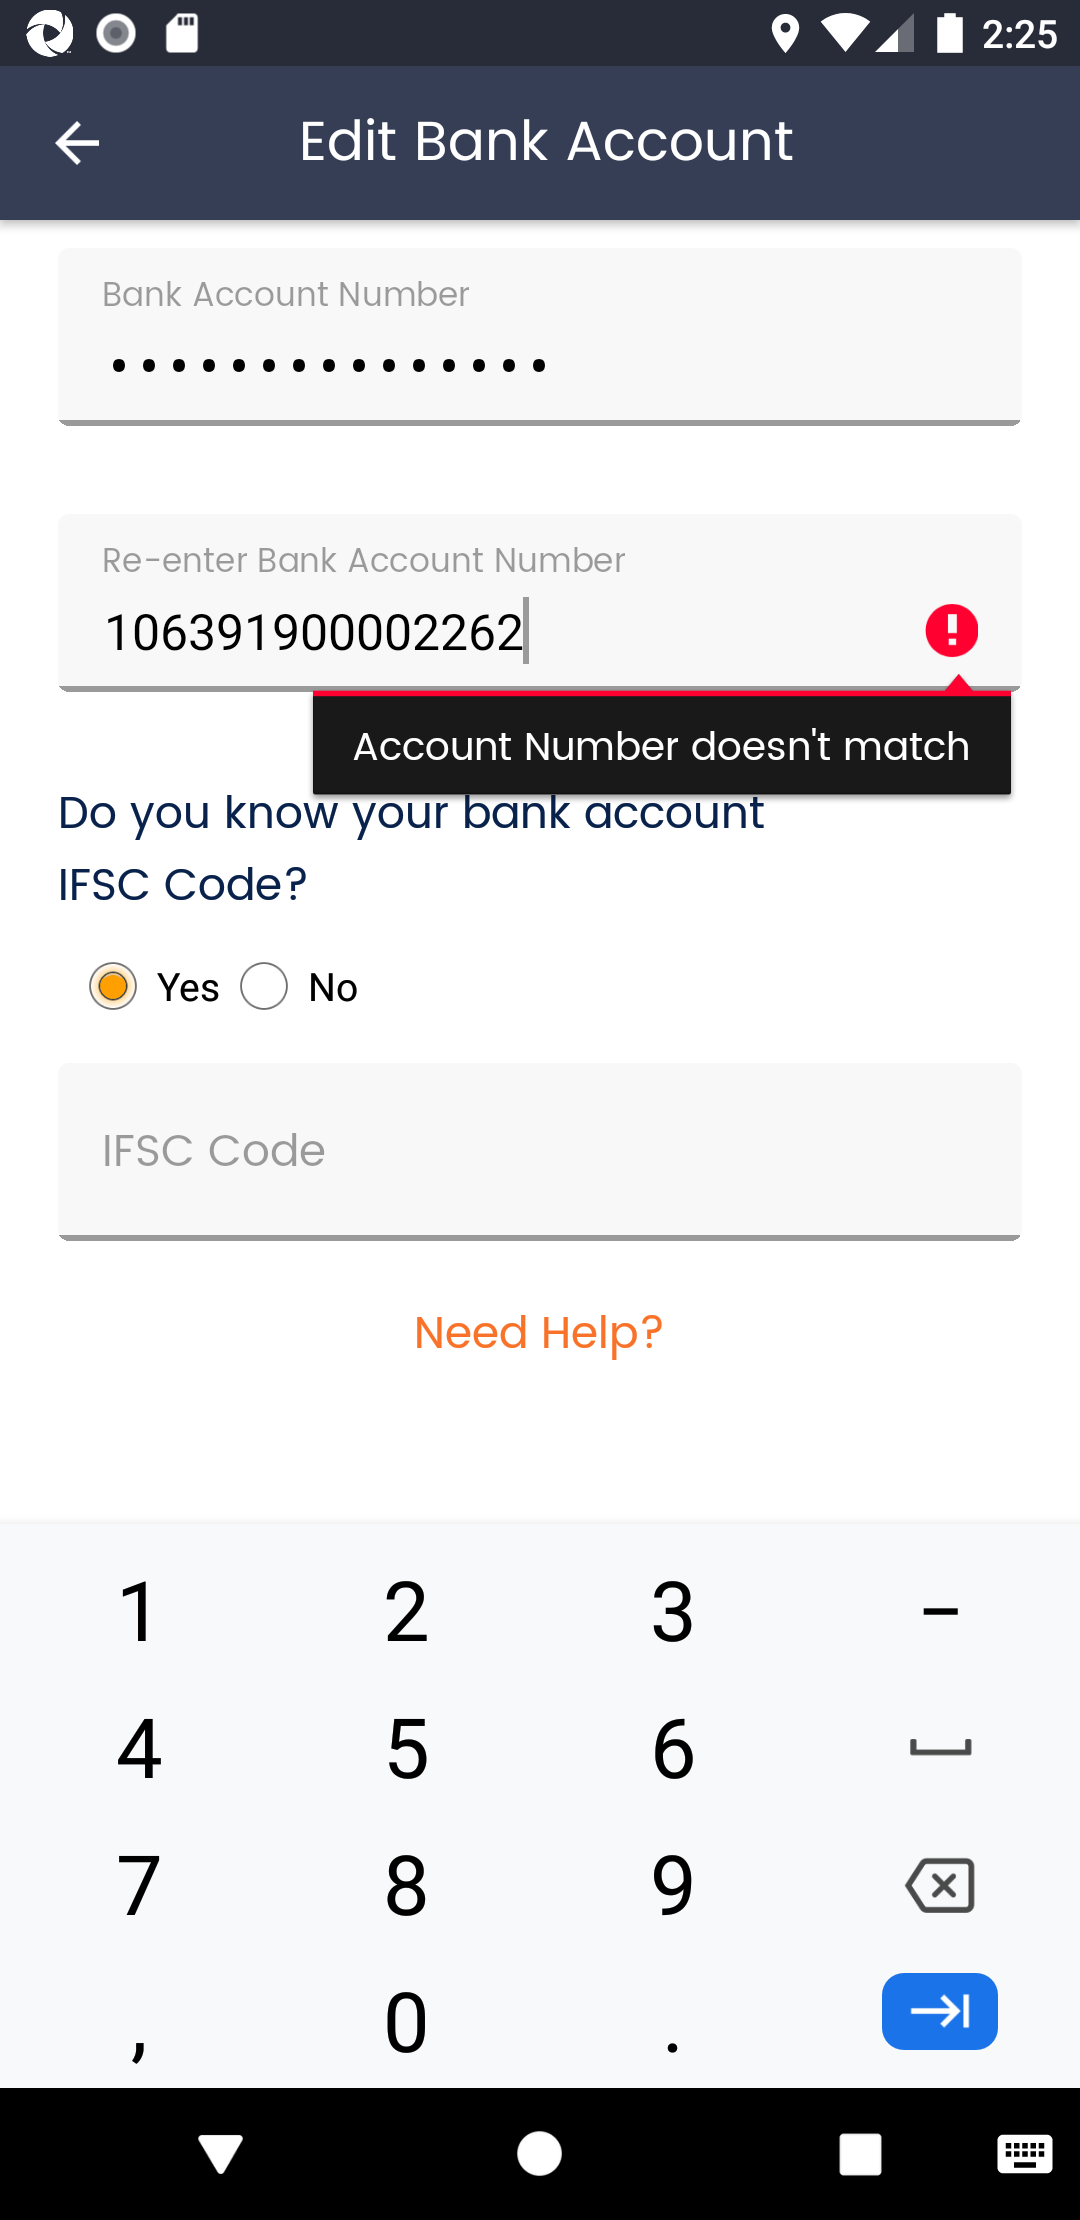 2:25
Edit Bank Account
Bank Account Number
•••••••••••••••
Re-enter Bank Account Number
106391900002262
Account Number doesn't match
Do you know your bank account
IFSC Code?
Yes No
IFSC Code
Need Help?
1 2 3 -
4 5 6
7 8 9
, 0 .